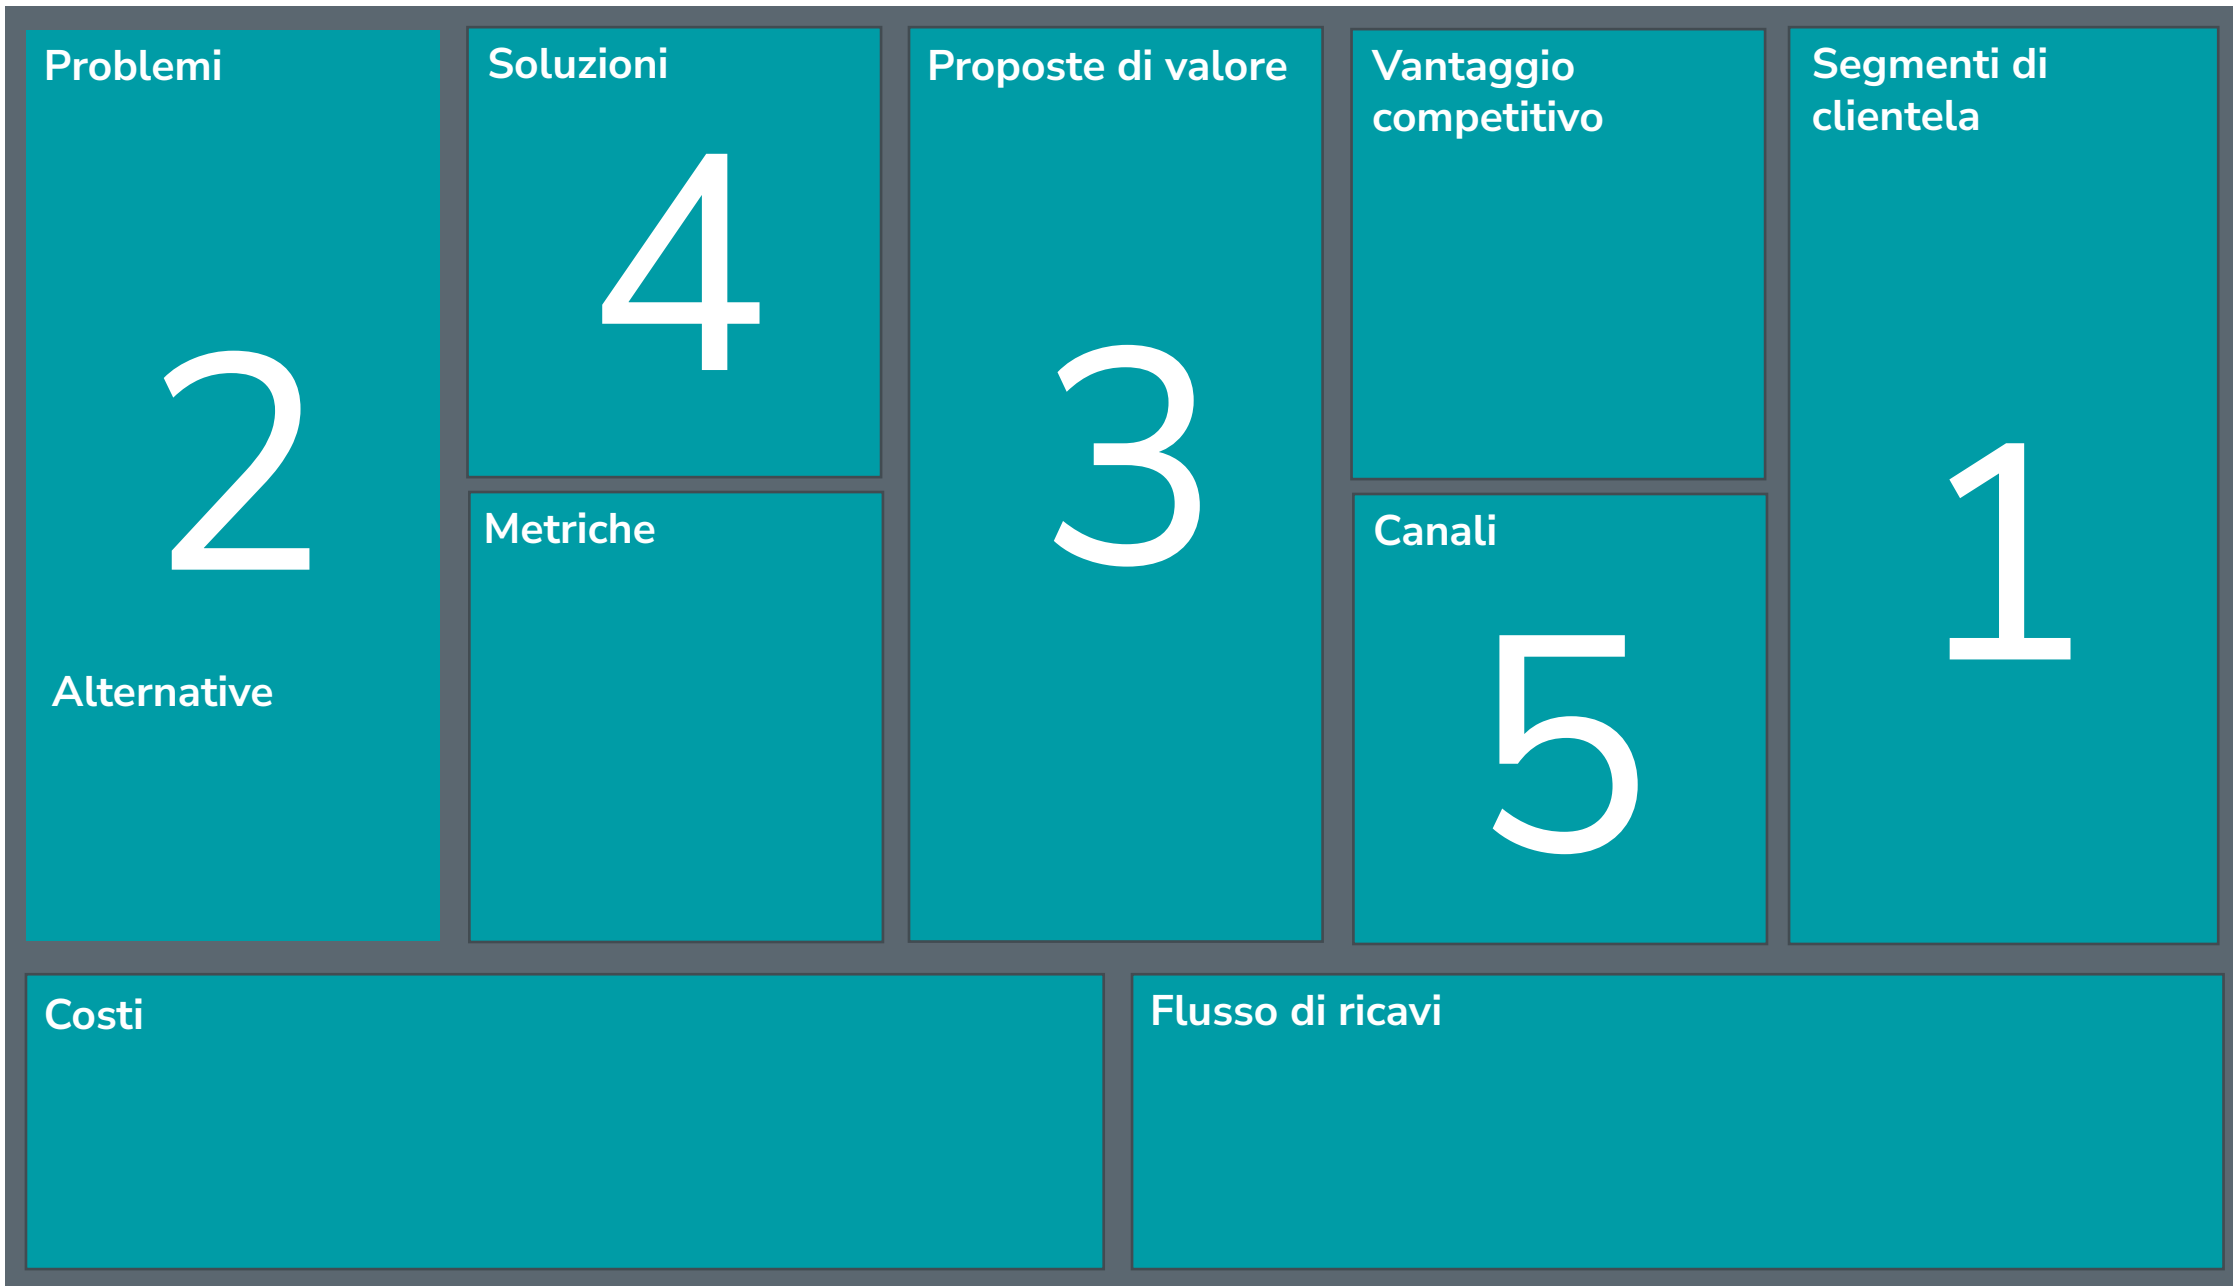 Problemi
2
Alternative
Soluzioni
4
Metriche
Proposte di valore
3
Vantaggio
competitivo
Canali
5
Segmenti di
clientela
1
Costi
Flusso di ricavi